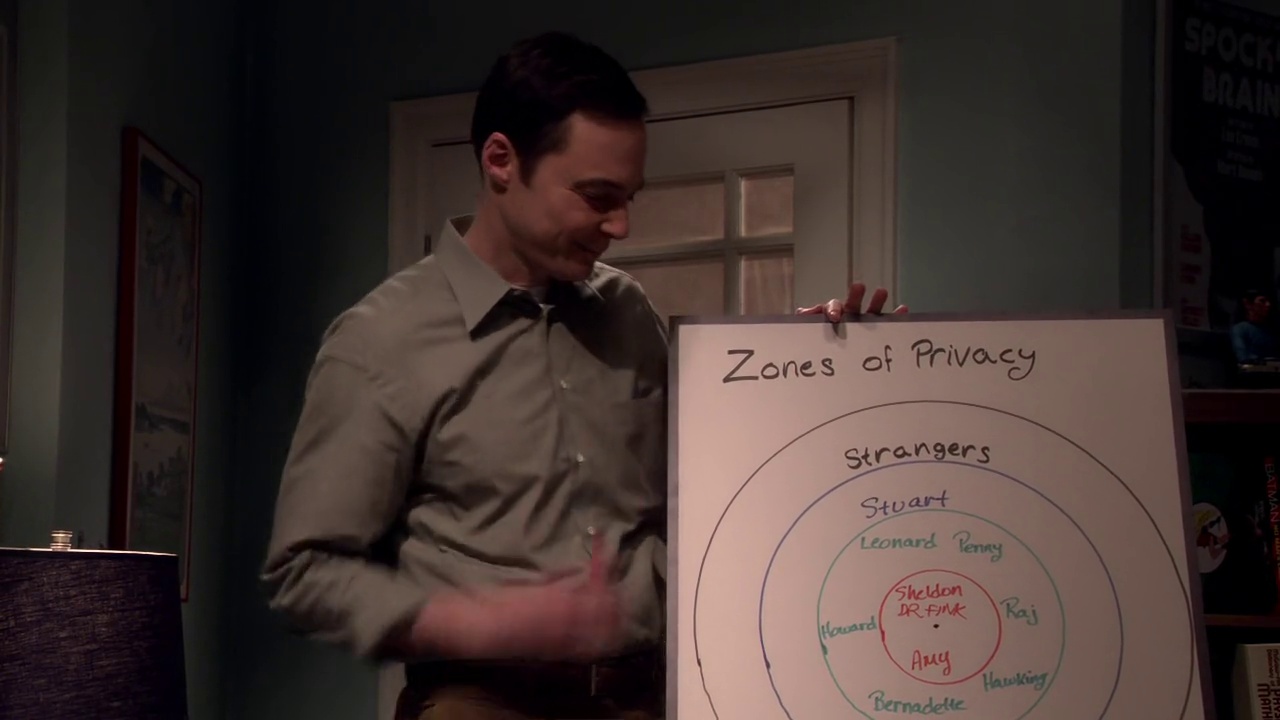 SPOCK'S
BRAIN
Zones of Privacy
Strangers
Stuart
Leonard Penny
Sheldon
DR FINK
Howard
Raj
Amy
Hawking
Bernadette